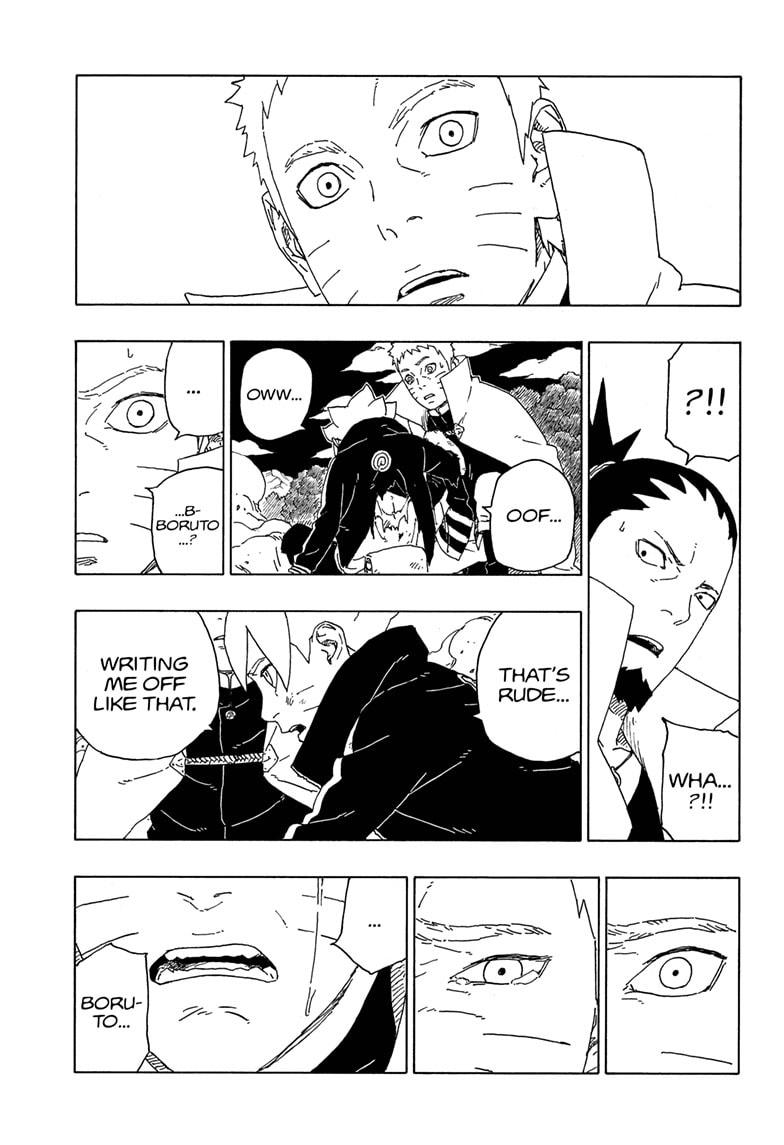 ?!!
WHA...
?!!
OWW...
OOF...
...
...B-
BORUTO
...?
THAT'S
RUDE...
WRITING
ME OFF
LIKE THAT.
...
BORU-
TO...